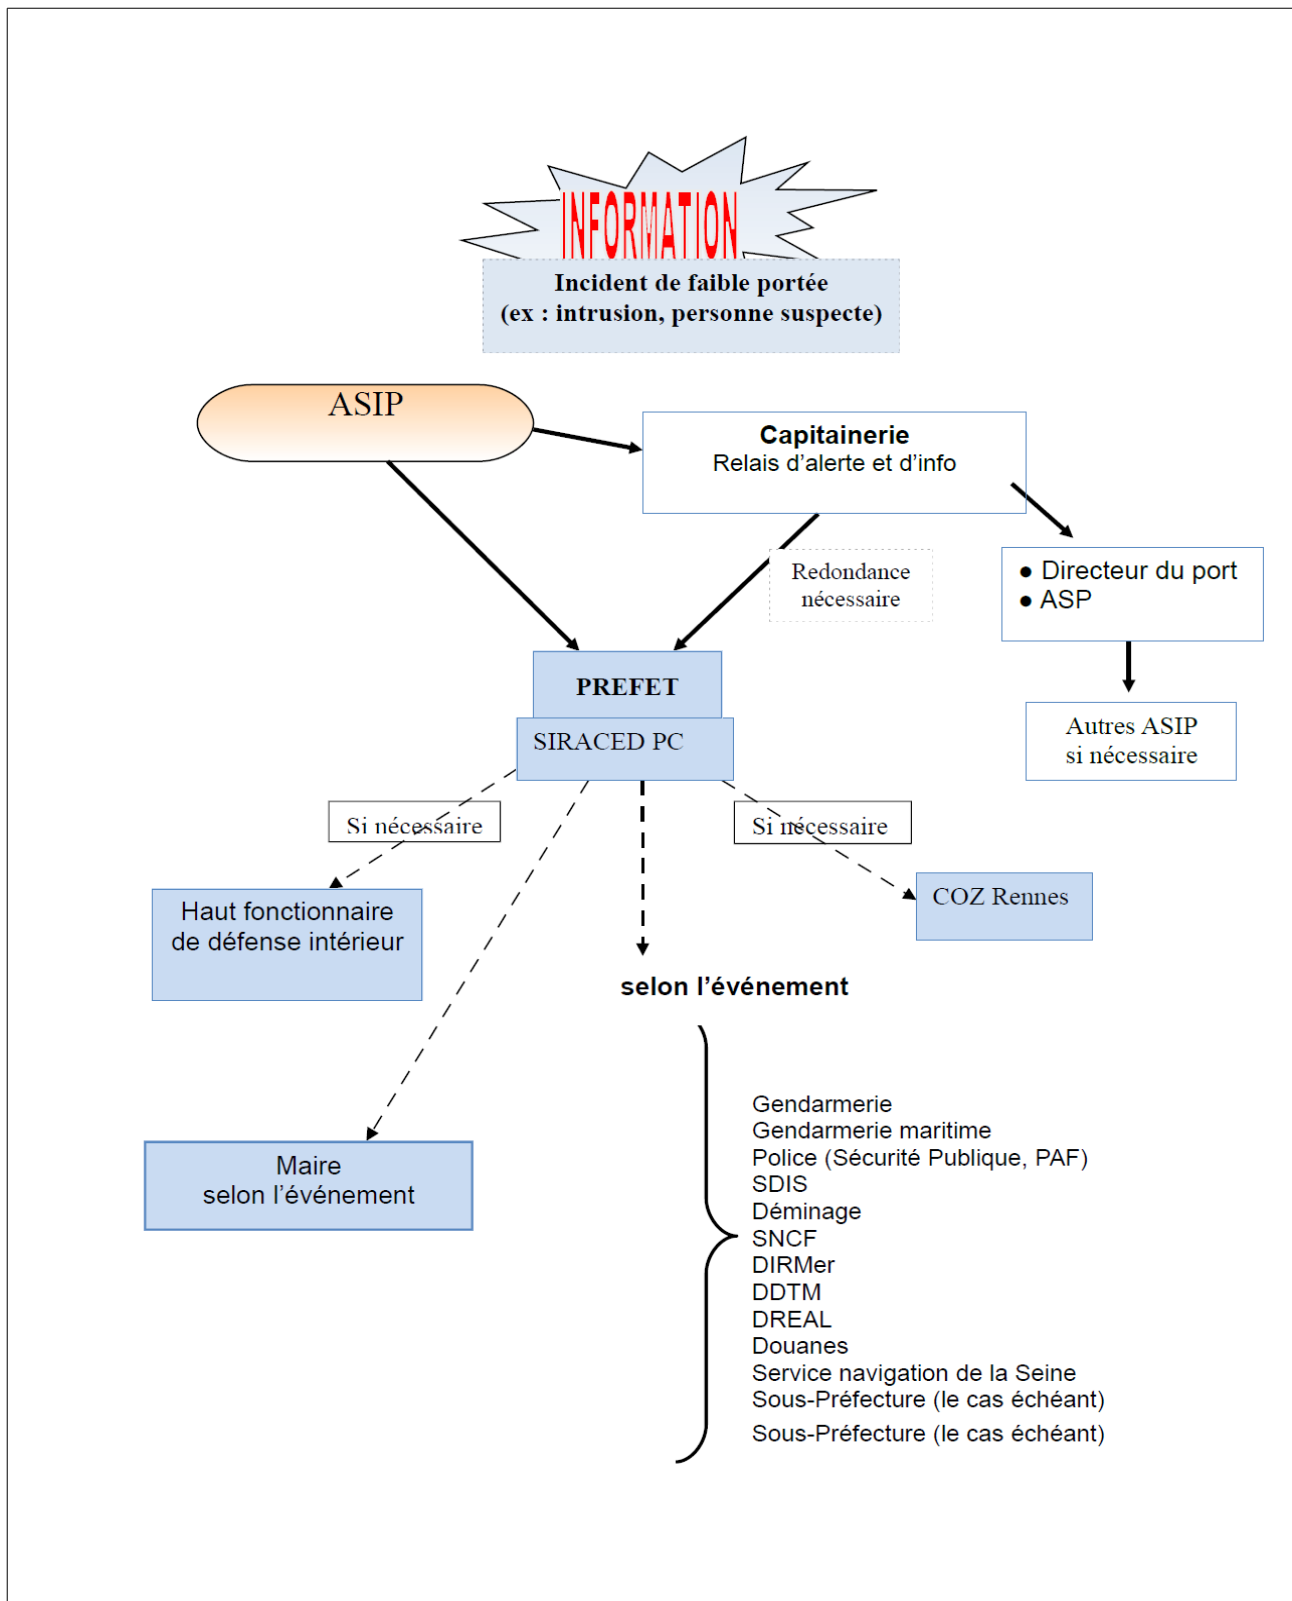 INFORMATION
Incident de faible portée
(ex : intrusion, personne suspecte)
ASIP
Capitainerie
Relais d’alerte et d’info
Redondance
nécessaire
● Directeur du port
● ASP
PREFET
SIRACED PC
Autres ASIP
si nécessaire
Si nécessaire
Si nécessaire
Haut fonctionnaire
de défense intérieur
COZ Rennes
selon l’événement
Maire
selon l’événement
Gendarmerie
Gendarmerie maritime
Police (Sécurité Publique, PAF)
SDIS
Déminage
SNCF
DIRMer
DDTM
DREAL
Douanes
Service navigation de la Seine
Sous-Préfecture (le cas échéant)
Sous-Préfecture (le cas échéant)